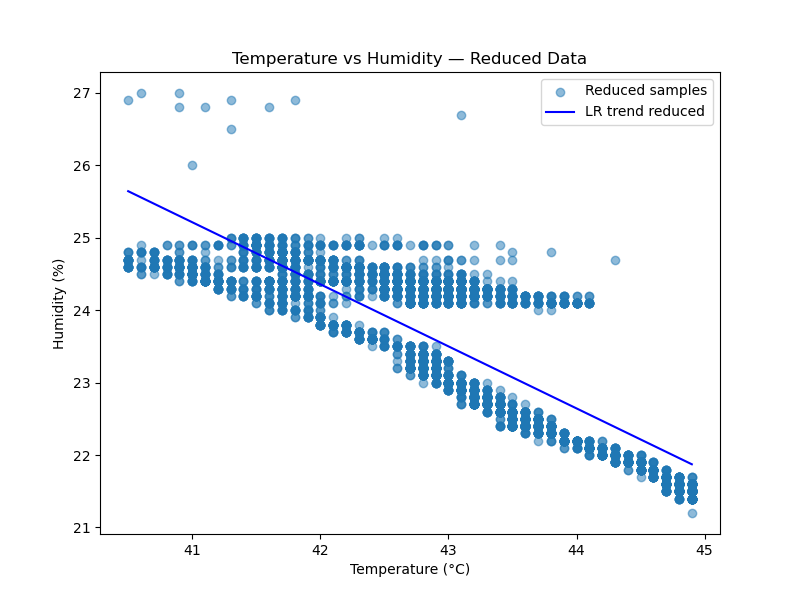 Temperature vs Humidity — Reduced Data
Reduced samples
LR trend reduced
Humidity (%)
27
26
25
24
23
22
21
41
42
43
44
45
Temperature (°C)